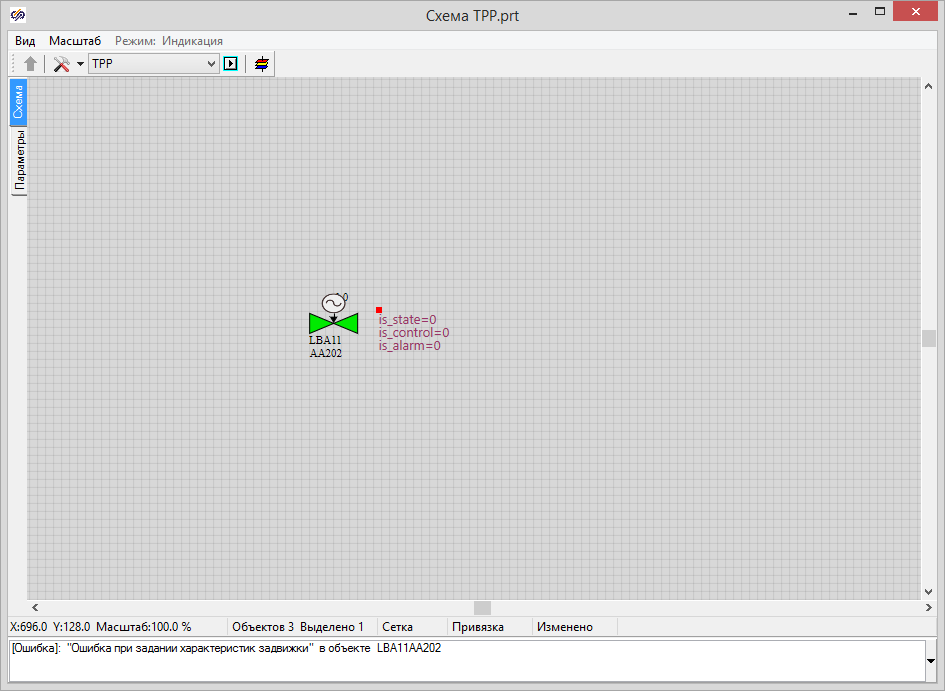 Схема TPP.prt
Вид Масштаб Режим: Индикация
TPP
Схема
Параметры
is_state=0
is_control=0
is_alarm=0
LBA11
AA202
X:696.0 Y:128.0 Масштаб:100.0 % Объектов 3 Выделено 1 Сетка Привязка Изменено
[Ошибка]: "Ошибка при задании характеристик задвижки" в объекте LBA11AA202